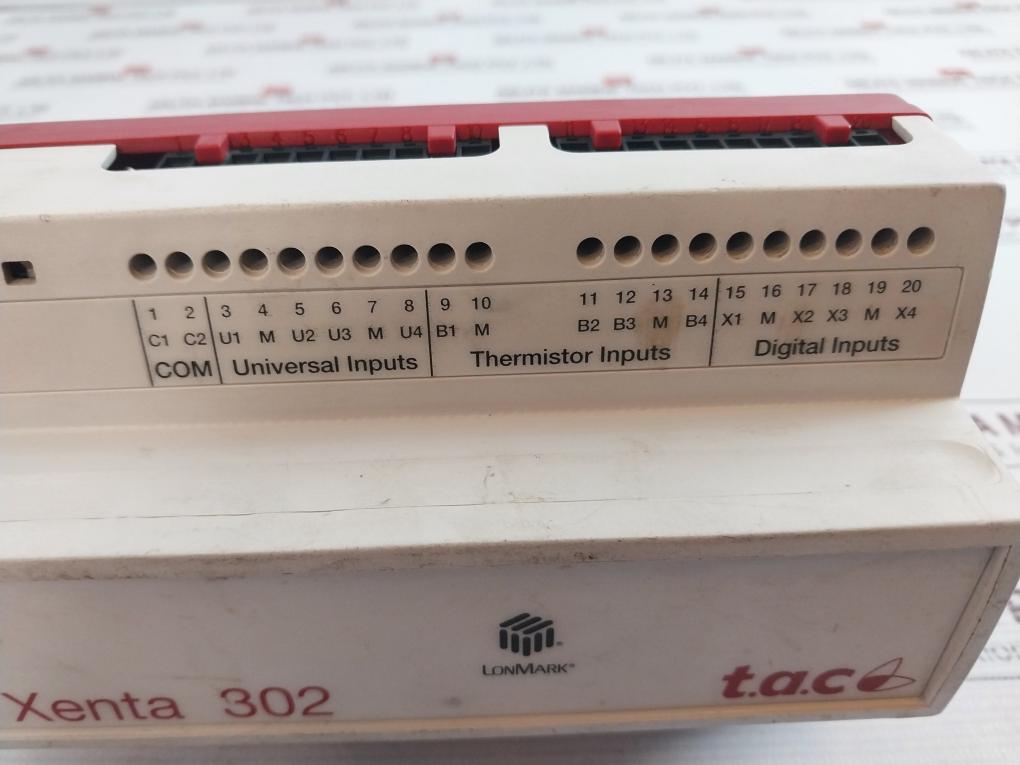 1 2 3 4 5 6 7 8 9 10 11 12 13 14 15 16 17 18 19 20
C1 C2 U1 M U2 U3 M U4 B1 M B2 B3 M B4 X1 M X2 X3 M X4
COM Universal Inputs Thermistor Inputs Digital Inputs
LONMARK®
Xenta 302
t.a.c